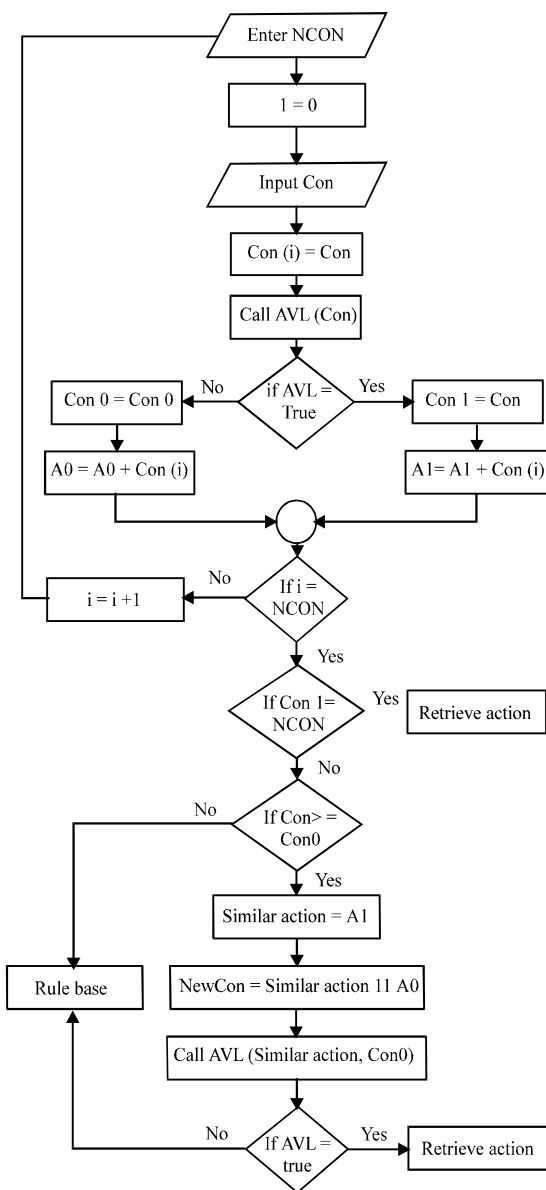 Enter NCON
1 = 0
Input Con
Con (i) = Con
Call AVL (Con)
if AVL =
True
No
Yes
Con 0 = Con 0
Con 1 = Con
A0 = A0 + Con (i)
A1= A1 + Con (i)
If i =
NCON
No
i = i +1
Yes
If Con 1=
NCON
Yes
Retrieve action
No
If Con> =
Con0
No
Yes
Similar action = A1
Rule base
NewCon = Similar action 11 A0
Call AVL (Similar action, Con0)
If AVL =
true
No
Yes
Retrieve action